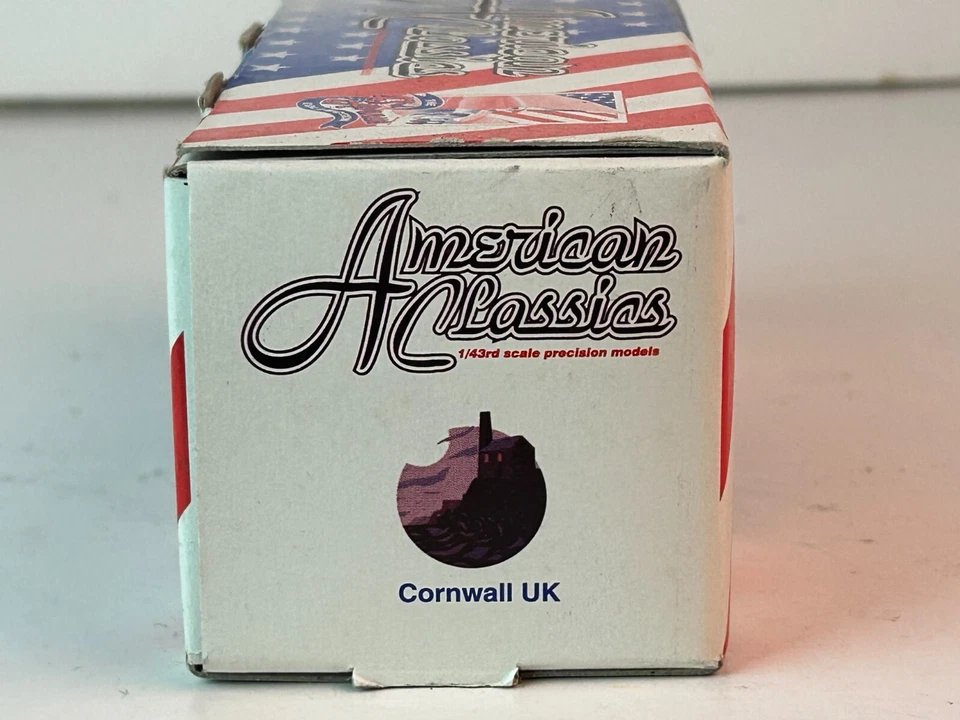 American
Classics
1/43rd scale precision models
Cornwall UK